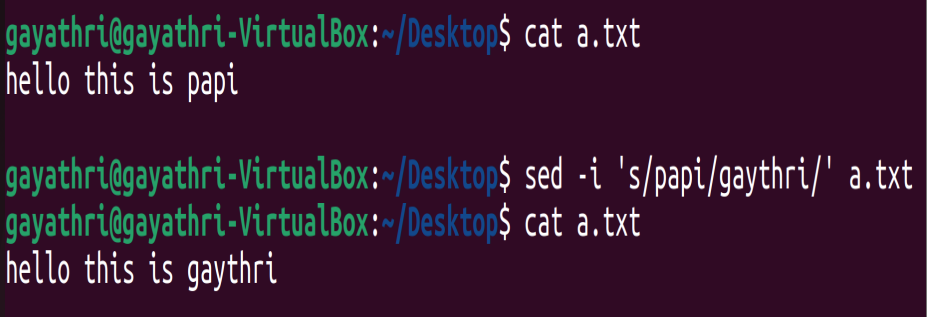 gayathri@gayathri-VirtualBox:~/Desktop$ cat a.txt
hello this is papi
gayathri@gayathri-VirtualBox:~/Desktop$ sed -i 's/papi/gaythri/' a.txt
gayathri@gayathri-VirtualBox:~/Desktop$ cat a.txt
hello this is gaythri